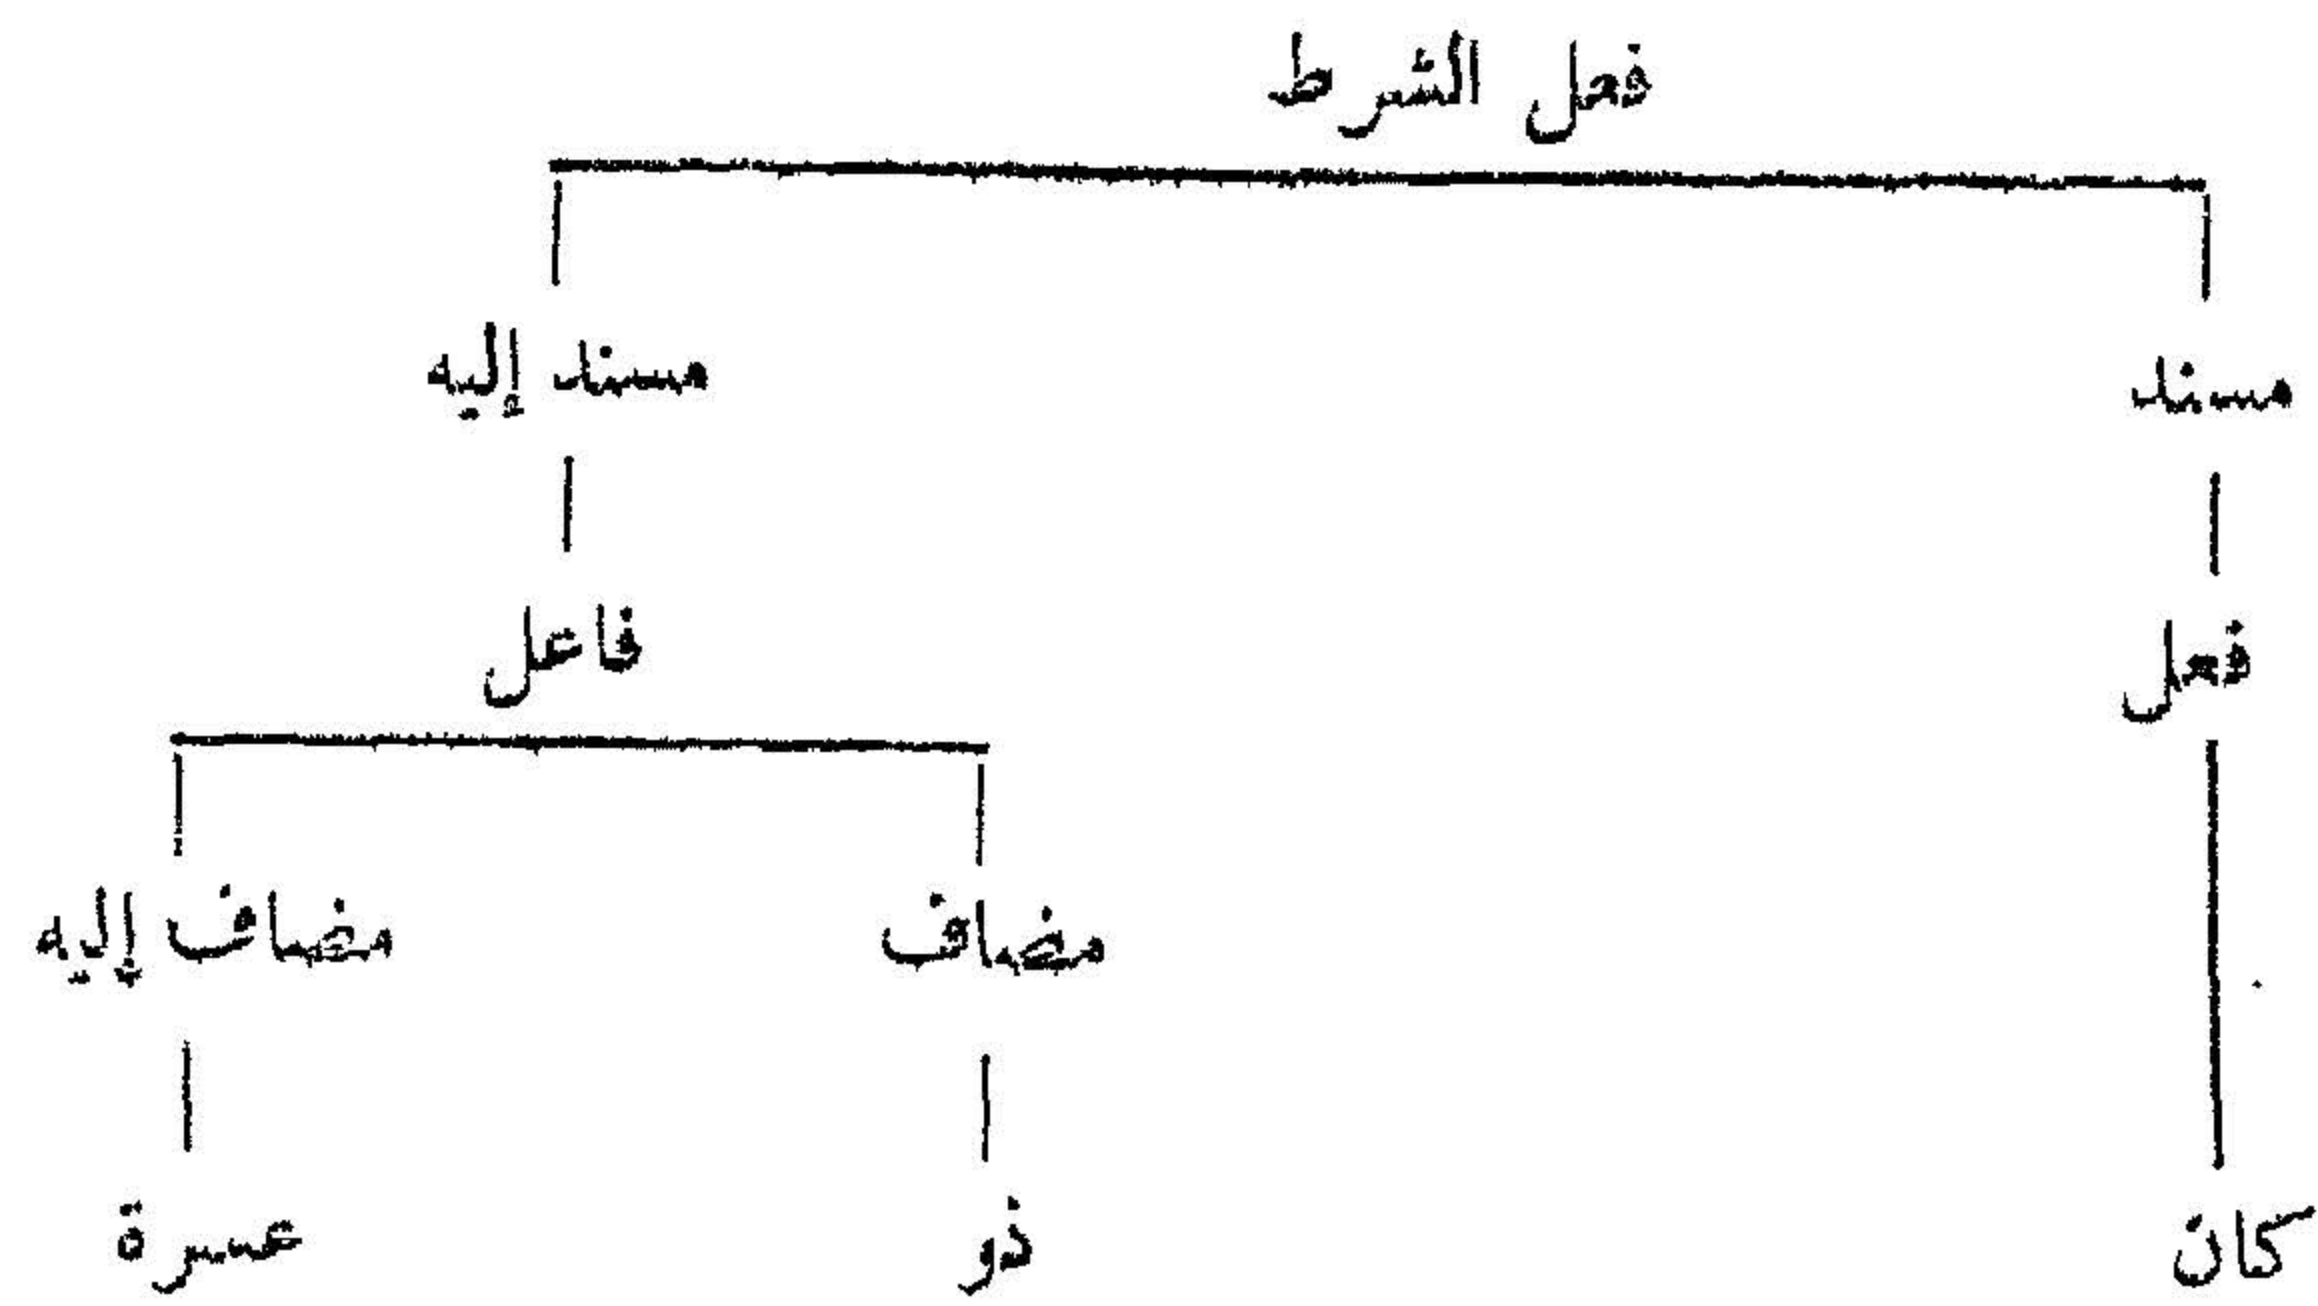 فعل الشرط
مسند مسند إليه
فعل فاعل
مضاف مضاف إليه
كان ذو عسرة